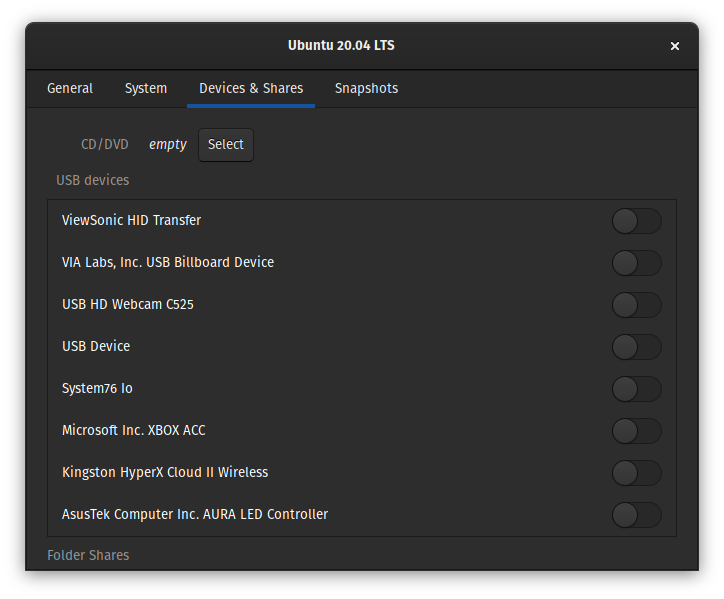 Ubuntu 20.04 LTS
General System Devices & Shares Snapshots
CD/DVD empty Select
USB devices
ViewSonic HID Transfer
VIA Labs, Inc. USB Billboard Device
USB HD Webcam C525
USB Device
System76 Io
Microsoft Inc. XBOX ACC
Kingston HyperX Cloud II Wireless
AsusTek Computer Inc. AURA LED Controller
Folder Shares